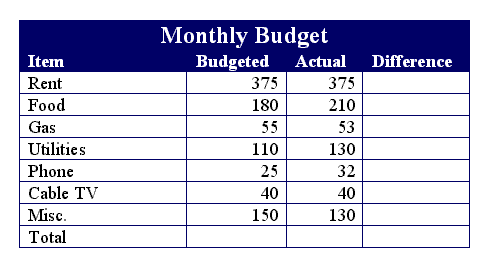 Monthly Budget
Item Budgeted Actual Difference
Rent 375 375
Food 180 210
Gas 55 53
Utilities 110 130
Phone 25 32
Cable TV 40 40
Misc. 150 130
Total